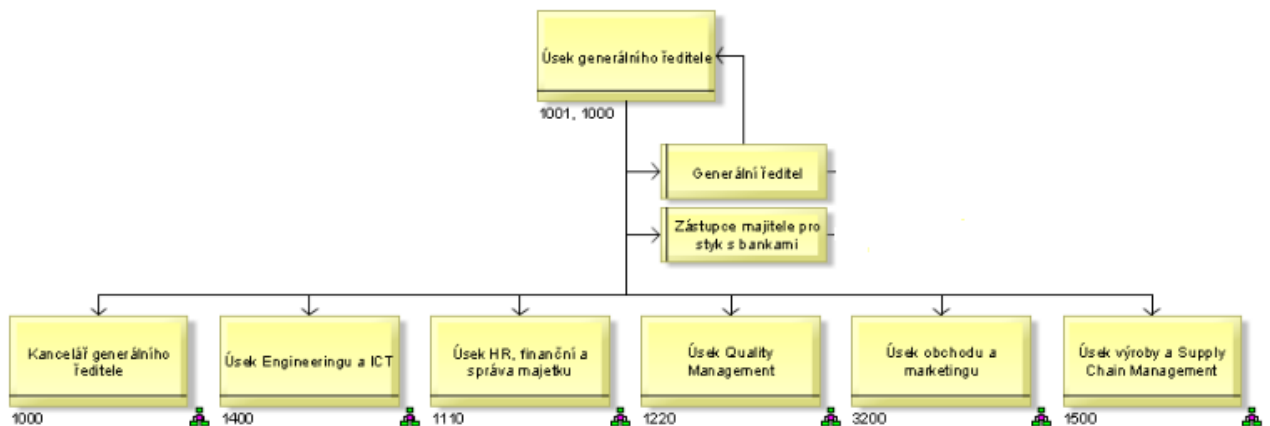 Úsek generálního ředitele
1001, 1000
Generální ředitel
Zástupce majitele pro
styk s bankami
Kancelář generálního
ředitele
1000
Úsek Engineeringu a ICT
1400
Úsek HR, finanční a
správa majetku
1110
Úsek Quality
Management
1220
Úsek obchodu a
marketingu
3200
Úsek výroby a Supply
Chain Management
1500